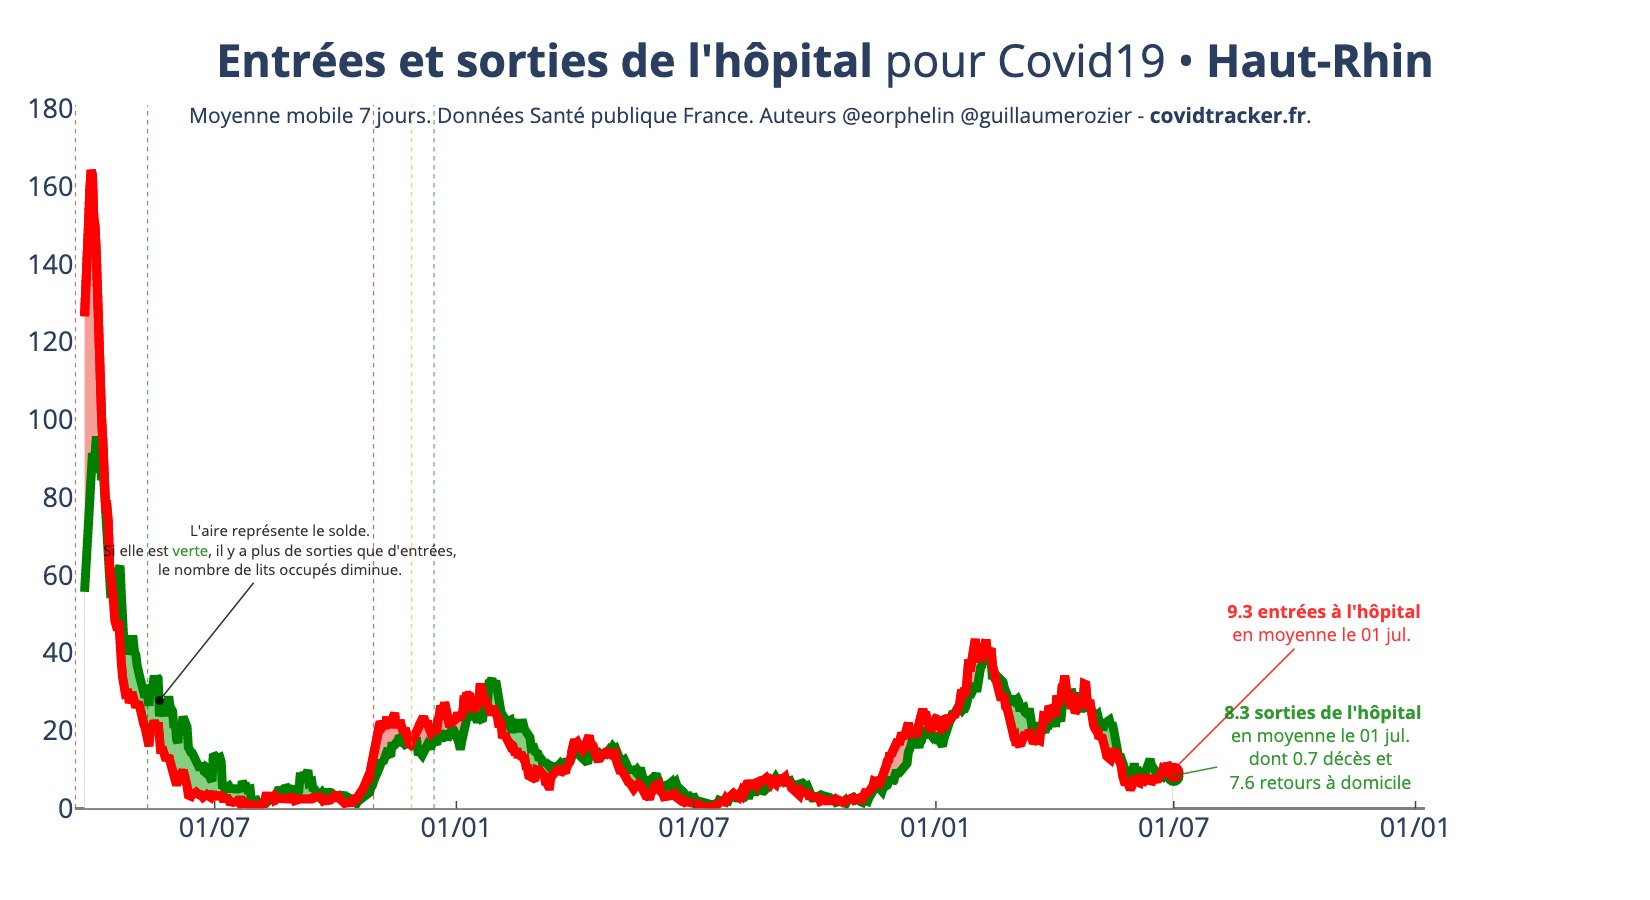 Entrées et sorties de l'hôpital pour Covid19 • Haut-Rhin
Moyenne mobile 7 jours. Données Santé publique France. Auteurs @eorphelin @guillaumerozier - covidtracker.fr.
180
160
140
120
100
80
60
40
20
0
L'aire représente le solde.
Si elle est verte, il y a plus de sorties que d'entrées,
le nombre de lits occupés diminue.
9.3 entrées à l'hôpital
en moyenne le 01 jul.
8.3 sorties de l'hôpital
en moyenne le 01 jul.
dont 0.7 décès et
7.6 retours à domicile
01/07 01/01 01/07 01/01 01/07 01/01